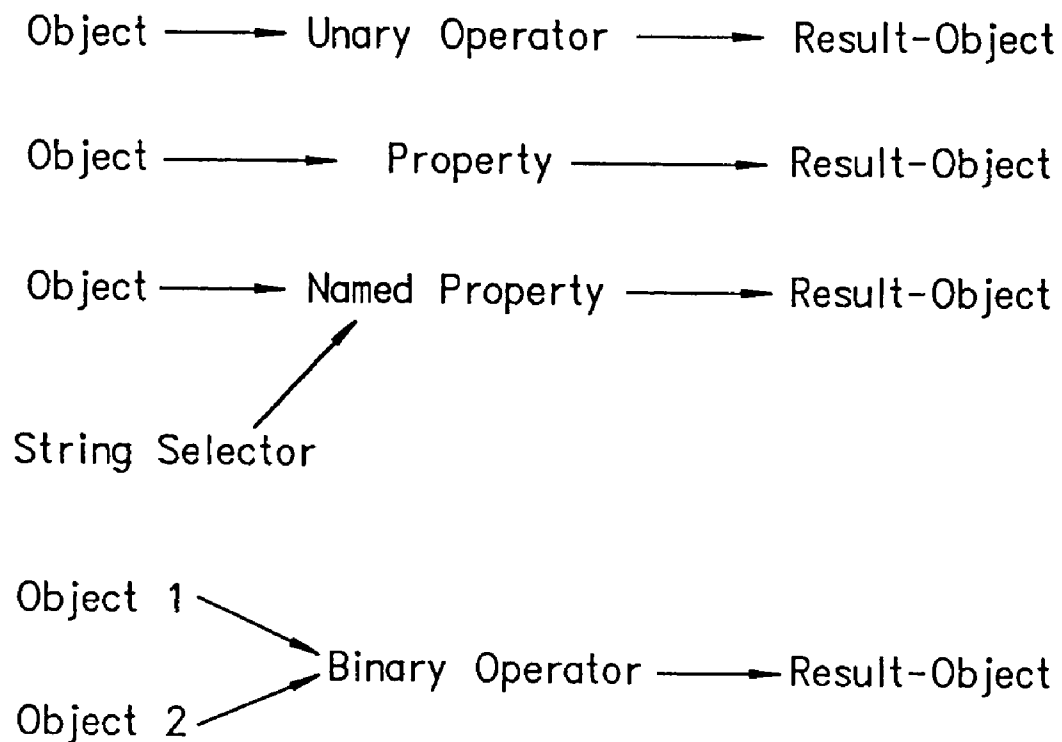 Object Unary Operator Result-Object
Object Property Result-Object
Object Named Property Result-Object
String Selector
Object 1
Binary Operator Result-Object
Object 2